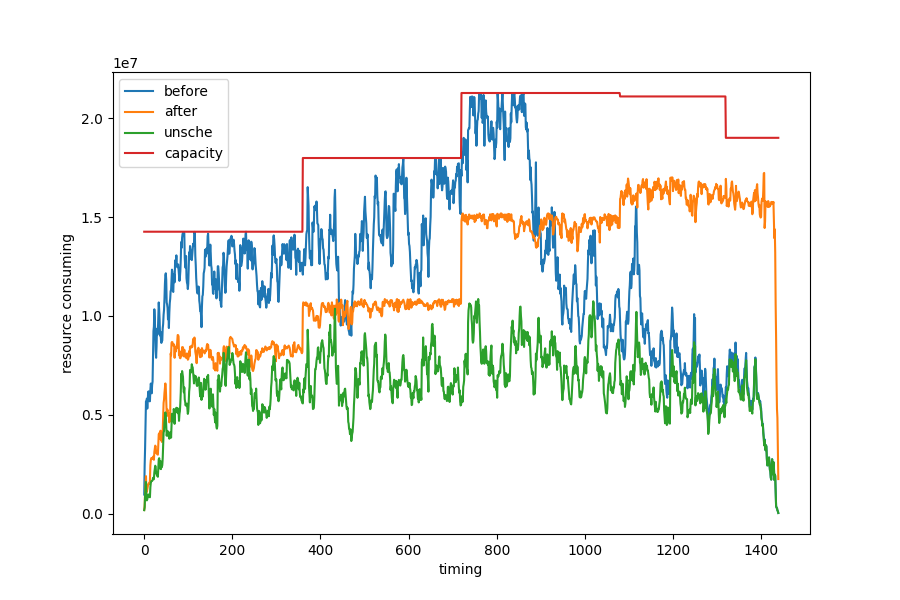 1e7
before
after
unsche
capacity
2.0
1.5
1.0
0.5
0.0
resource consuming
0 200 400 600 800 1000 1200 1400
timing